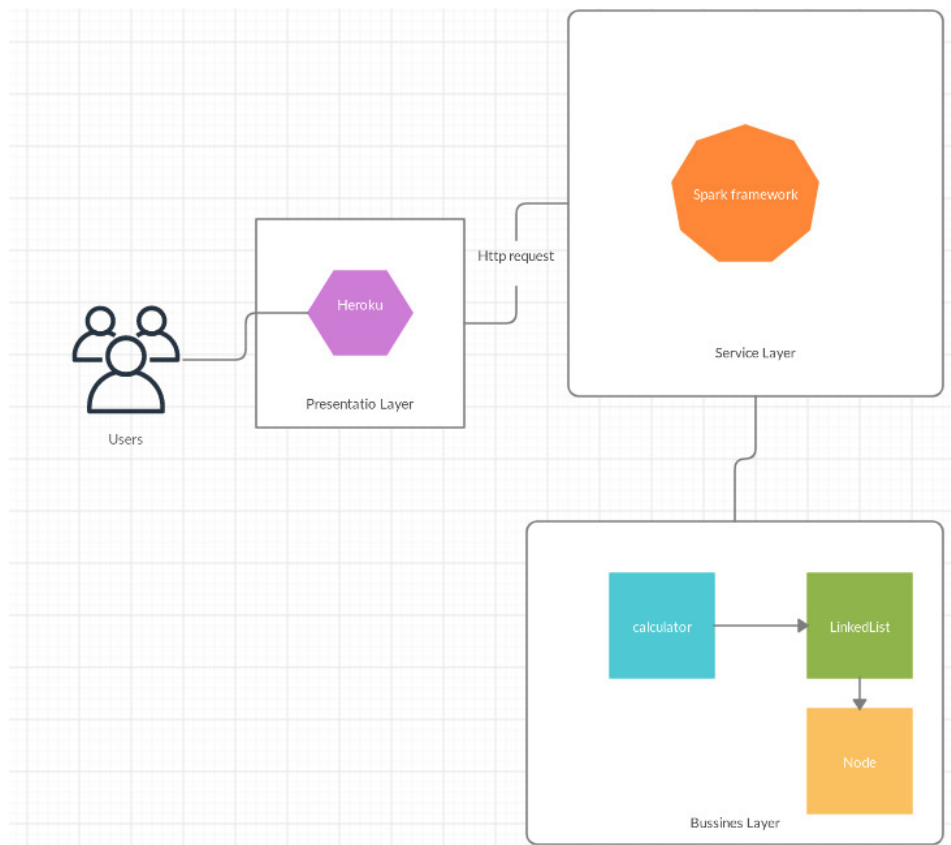 Spark framework
Http request
Heroku
Service Layer
Presentatio Layer
Users
calculator
LinkedList
Node
Bussines Layer